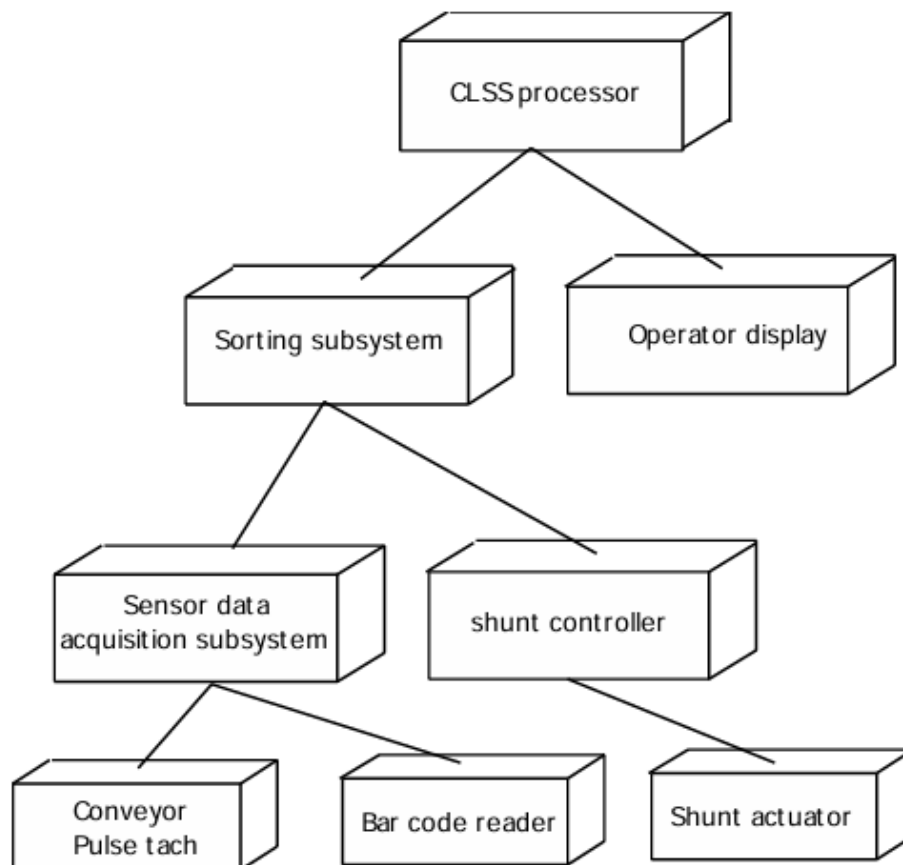 CLSS processor
Sorting subsystem
Operator display
Sensor data
acquisition subsystem
shunt controller
Conveyor
Pulse tach
Bar code reader
Shunt actuator